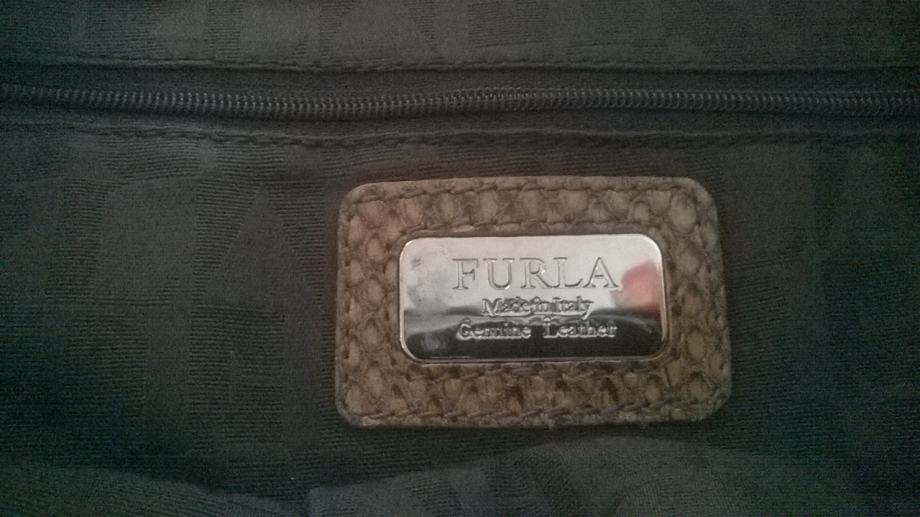 FURLA
Made in Italy
Genuine Leather